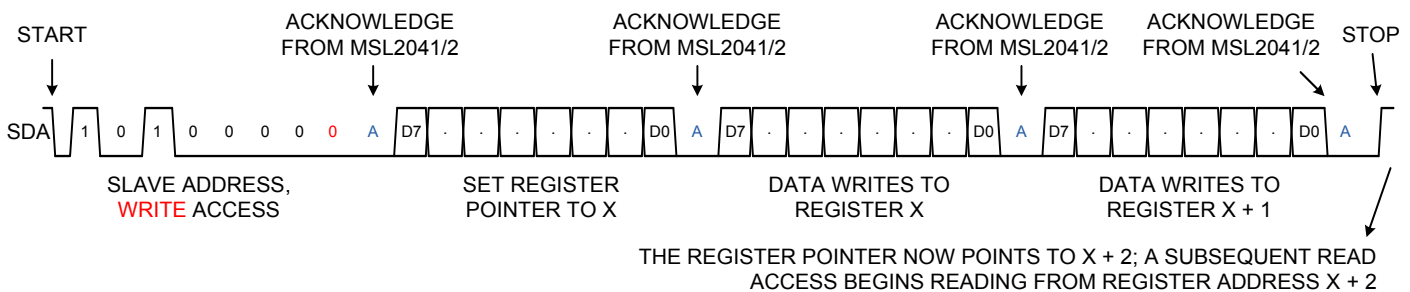 START
ACKNOWLEDGE
FROM MSL2041/2
ACKNOWLEDGE
FROM MSL2041/2
ACKNOWLEDGE
FROM MSL2041/2
ACKNOWLEDGE
FROM MSL2041/2
STOP
SDA 1 0 1 0 0 0 0 0 A D7 . . . . . . D0 A D7 . . . . . . D0 A D7 . . . . . . D0 A
SLAVE ADDRESS,
WRITE ACCESS
SET REGISTER
POINTER TO X
DATA WRITES TO
REGISTER X
DATA WRITES TO
REGISTER X + 1
THE REGISTER POINTER NOW POINTS TO X + 2; A SUBSEQUENT READ
ACCESS BEGINS READING FROM REGISTER ADDRESS X + 2